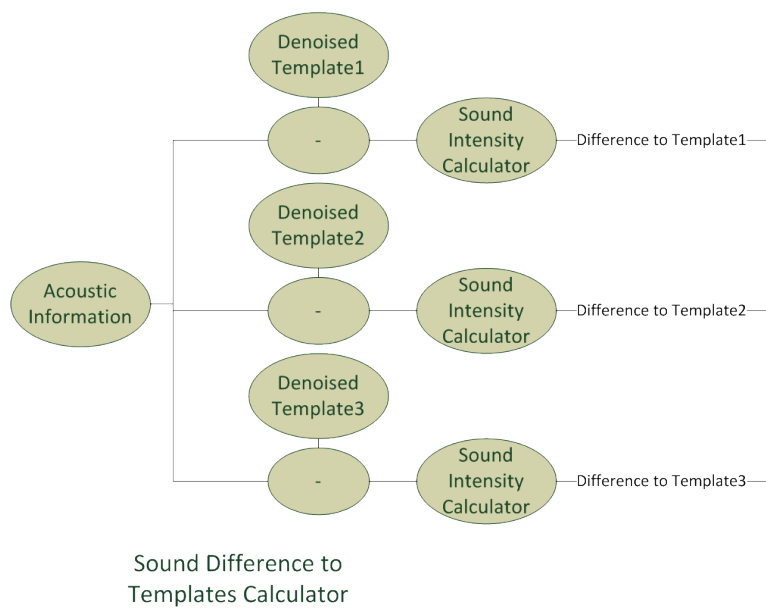 Denoised
Template1
-
Sound
Intensity
Calculator
Difference to Template1
Denoised
Template2
Acoustic
Information
-
Sound
Intensity
Calculator
Difference to Template2
Denoised
Template3
-
Sound
Intensity
Calculator
Difference to Template3
Sound Difference to
Templates Calculator